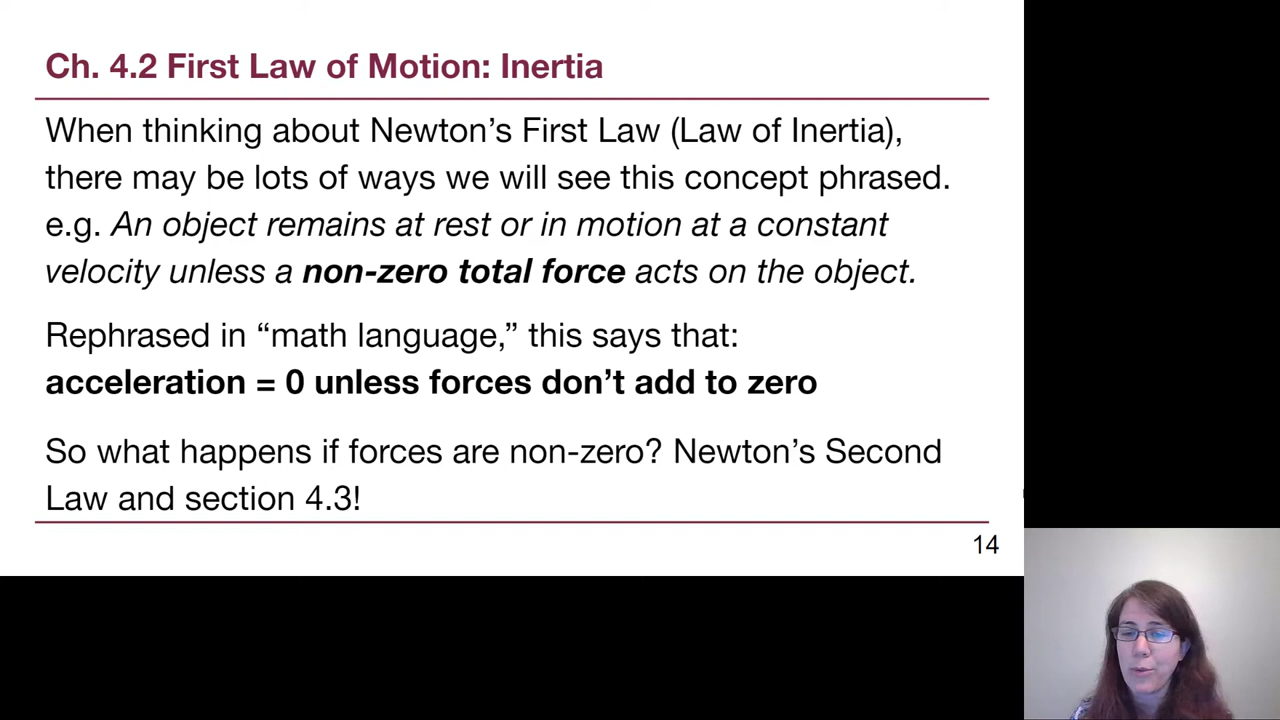 Ch. 4.2 First Law of Motion: Inertia
When thinking about Newton’s First Law (Law of Inertia),
there may be lots of ways we will see this concept phrased.
e.g. An object remains at rest or in motion at a constant
velocity unless a non-zero total force acts on the object.
Rephrased in “math language,” this says that:
acceleration = 0 unless forces don’t add to zero
So what happens if forces are non-zero? Newton’s Second
Law and section 4.3!
14